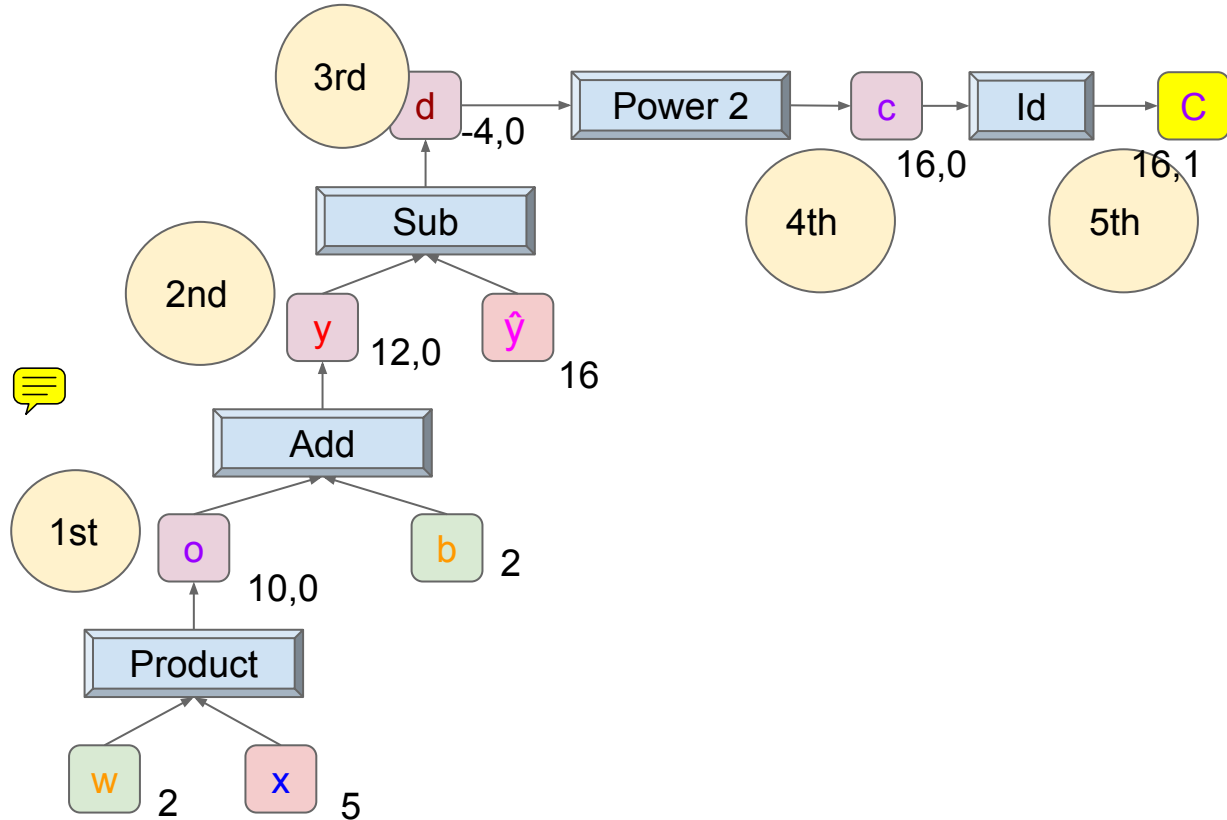 3rd
d
-4,0
Power 2
c
16,0
Id
C
16,1
Sub
4th
5th
2nd
y
12,0
ŷ
16
Add
1st
o
10,0
b
2
Product
w
2
x
5